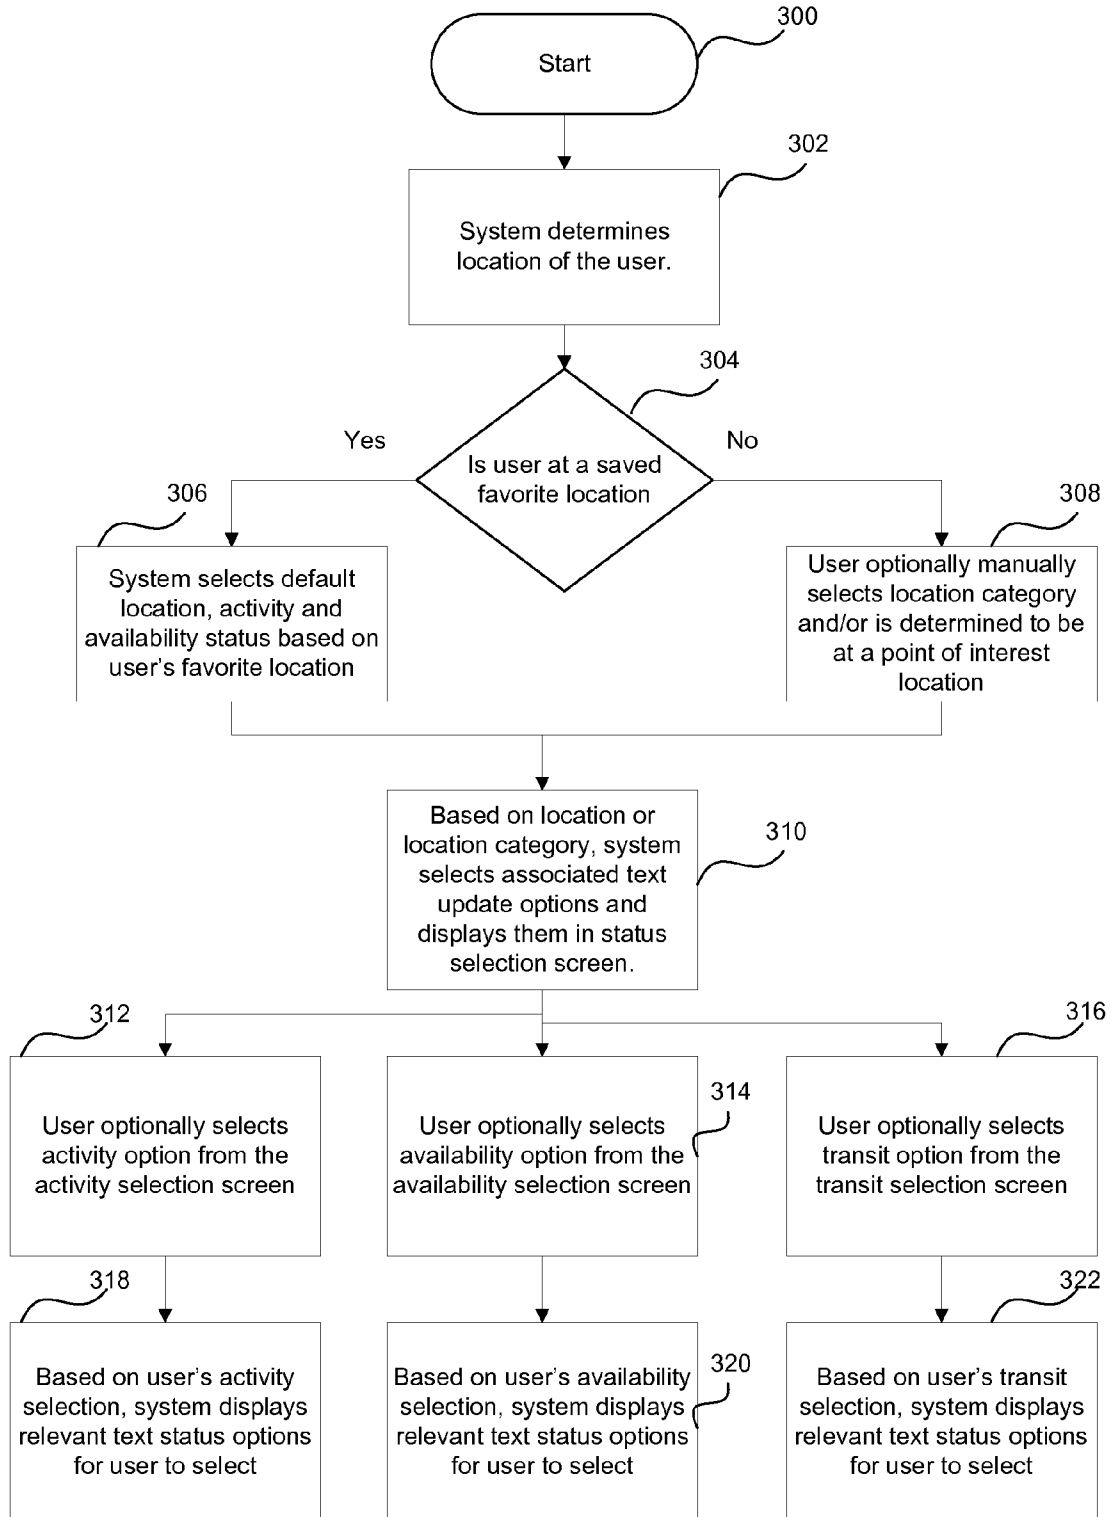 300
Start
302
System determines
location of the user.
304
Yes
No
Is user at a saved
favorite location
306
308
System selects default
location, activity and
availability status based on
user's favorite location
User optionally manually
selects location category
and/or is determined to be
at a point of interest
location
Based on location or
location category, system
selects associated text
update options and
displays them in status
selection screen.
310
312
316
314
User optionally selects
activity option from the
activity selection screen
User optionally selects
availability option from the
availability selection screen
User optionally selects
transit option from the
transit selection screen
318
322
320
Based on user's activity
selection, system displays
relevant text status options
for user to select
Based on user's availability
selection, system displays
relevant text status options
for user to select
Based on user's transit
selection, system displays
relevant text status options
for user to select